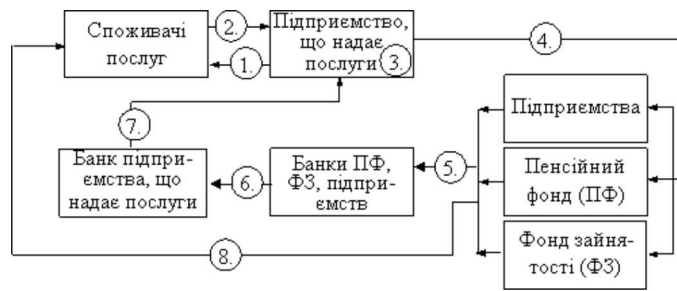 Споживачі
послуг
2.
1.
Підприємство,
що надає
послуги
3.
4.
7.
Банк підпри-
ємства, що
надає послуги
6.
Банки ПФ,
ФЗ, підпри-
ємств
5.
Підприємства
Пенсійний
фонд (ПФ)
Фонд зайня-
тості (ФЗ)
8.